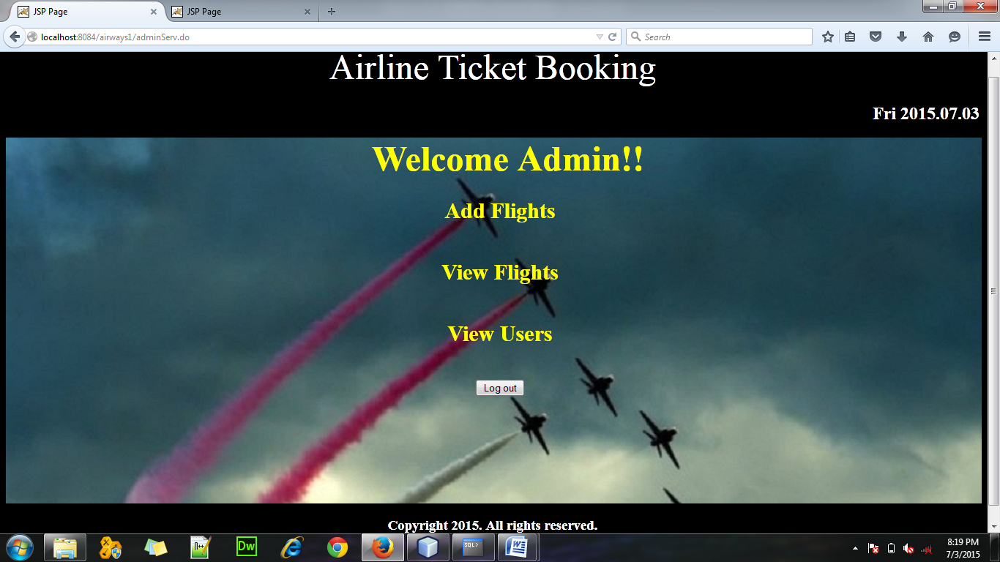 JSP Page
JSP Page
localhost:8084/airways1/adminServ.do
Search
Airline Ticket Booking
Fri 2015.07.03
Welcome Admin!!
Add Flights
View Flights
View Users
Log out
Copyright 2015. All rights reserved.
Dw
SQL>
8:19 PM
7/3/2015